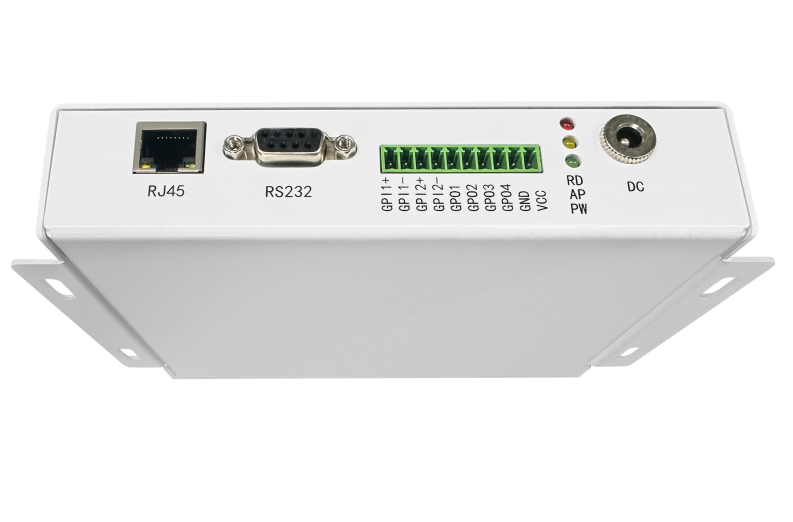 RJ45
RS232
GPI1+
GPI1-
GPI2+
GPI2-
GPO1
GPO2
GPO3
GPO4
GND
VCC
RD
AP
PW
DC